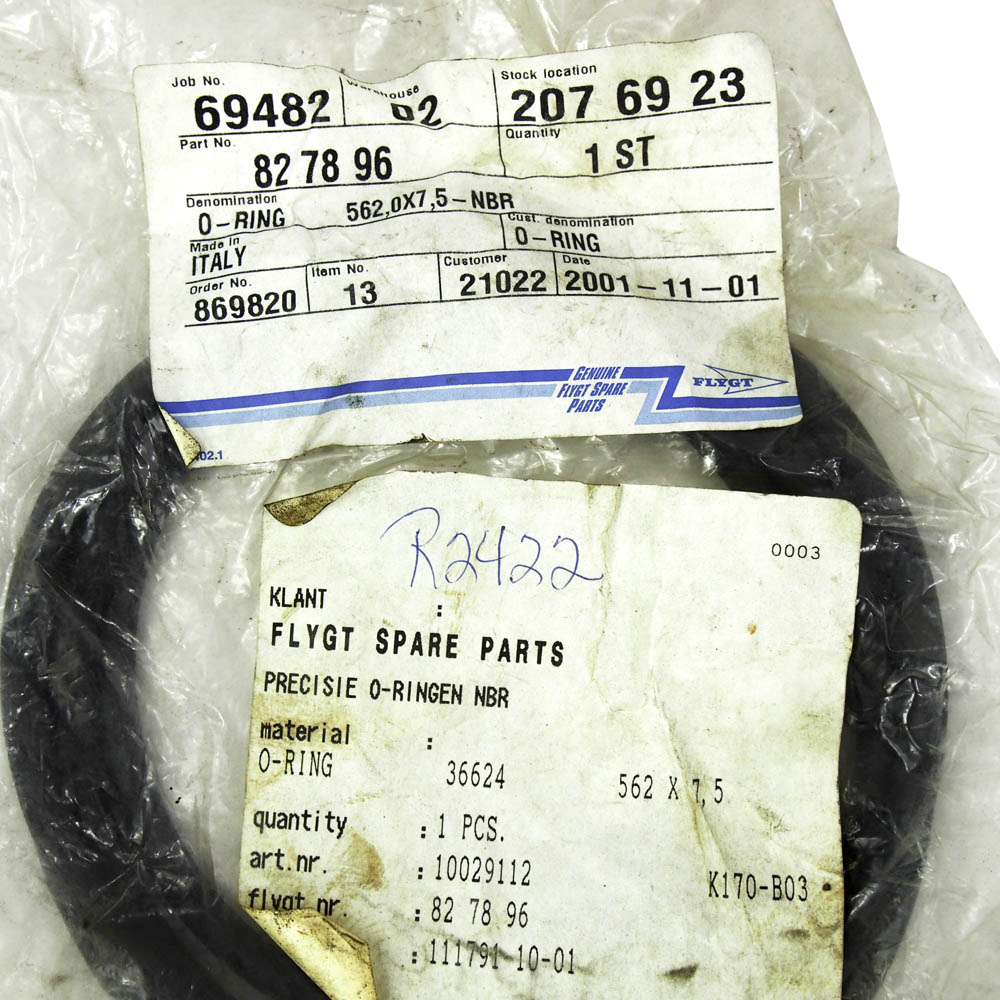 Job No. Warehouse Stock location
69482 02 207 69 23
Part No. Quantity
82 78 96 1 ST
Denomination
O-RING 562,0X7,5-NBR
Made in Cust. denomination
ITALY O-RING
Order No. Item No. Customer Date
869820 13 21022 2001-11-01
GENUINE
FLYGT SPARE
PARTS
FLYGT
402.1
R2422
0003
KLANT :
FLYGT SPARE PARTS
PRECISIE O-RINGEN NBR
material :
O-RING 36624 562 X 7,5
quantity : 1 PCS.
art.nr. : 10029112 K170-B03
flygt nr. : 82 78 96
: 111791 10-01